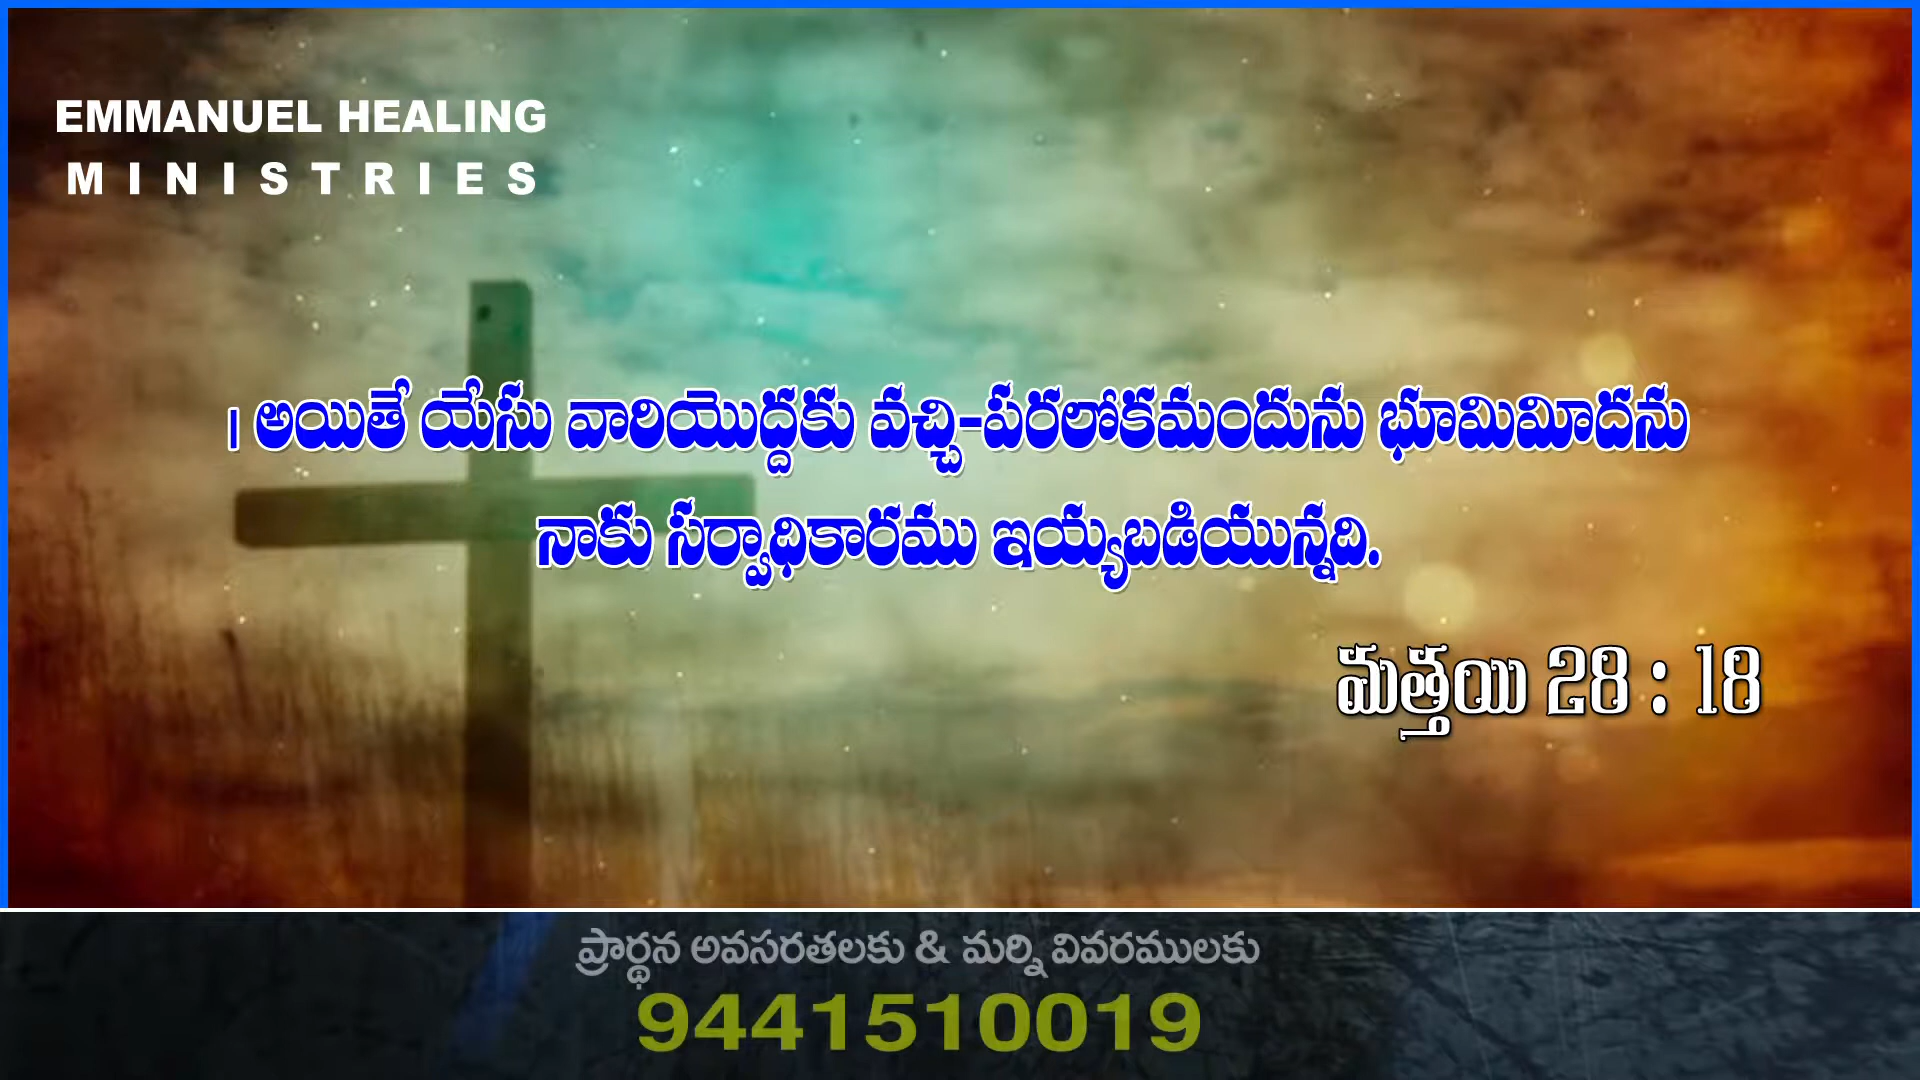 EMMANUEL HEALING
MINISTRIES
। అయితే యేసు వారియొద్దకు వచ్చి-పరలోకమందును భూమిమీదను
నాకు సర్వాధికారము ఇయ్యబడియున్నది.
మత్తయి 28 : 18
ప్రార్థన అవసరతలకు & మర్ని వివరములకు
9441510019